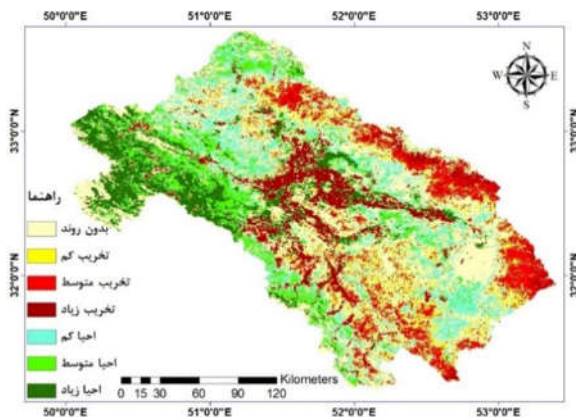 50°0'0"E 51°0'0"E 52°0'0"E 53°0'0"E
N
W E
S
33°0'0"N 33°0'0"N
32°0'0"N 32°0'0"N
راهنما
بدون روند
تخریب کم
تخریب متوسط
تخریب زیاد
احیا کم
احیا متوسط
احیا زیاد
Kilometers
0 15 30 60 90 120
50°0'0"E 51°0'0"E 52°0'0"E 53°0'0"E